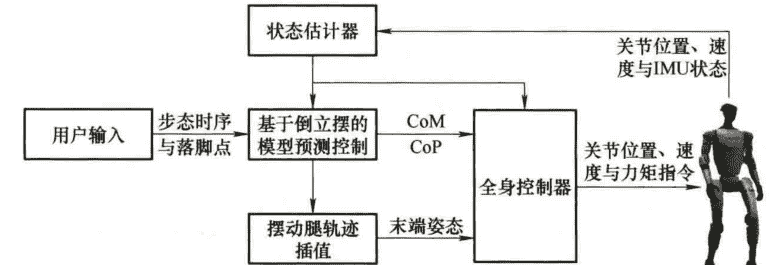 状态估计器
关节位置、速
度与IMU状态
用户输入
步态时序
与落脚点
基于倒立摆的
模型预测控制
CoM
CoP
全身控制器
关节位置、速
度与力矩指令
摆动腿轨迹
插值
末端姿态